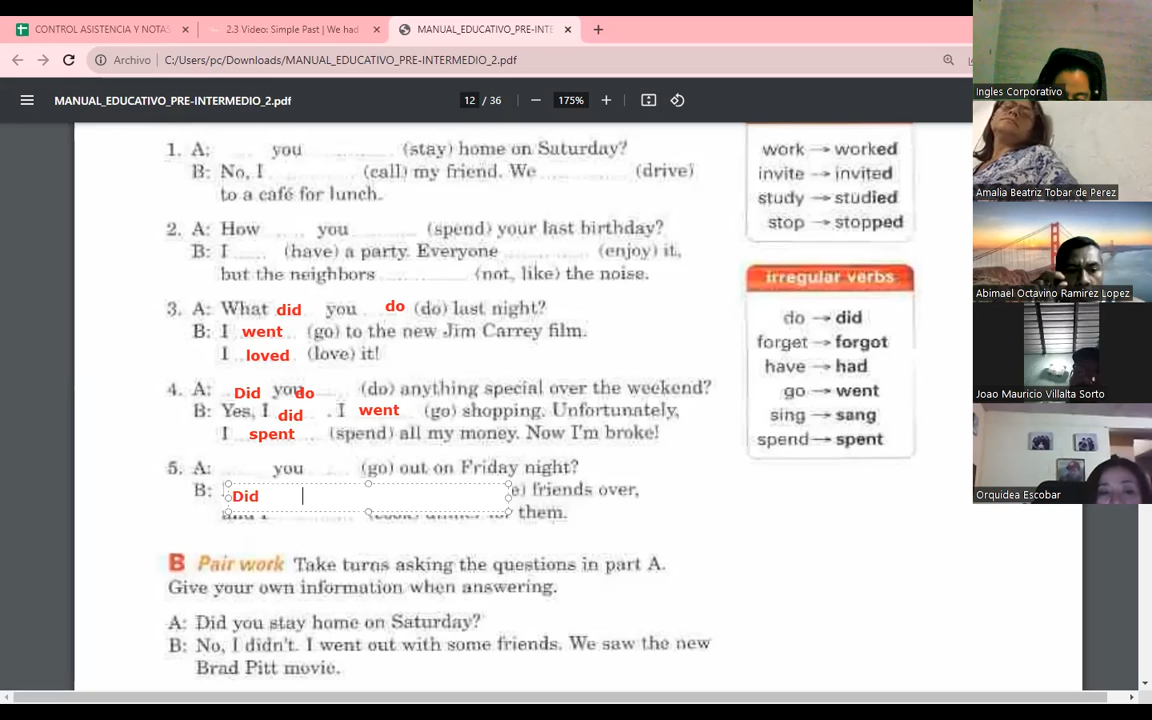 CONTROL ASISTENCIA Y NOTAS
2.3 Video: Simple Past | We had
MANUAL_EDUCATIVO_PRE-INTE
Archivo
C:/Users/pc/Downloads/MANUAL_EDUCATIVO_PRE-INTERMEDIO_2.pdf
MANUAL_EDUCATIVO_PRE-INTERMEDIO_2.pdf
12 / 36
175%
1. A: you (stay) home on Saturday?
B: No, I (call) my friend. We (drive)
to a café for lunch.
2. A: How you (spend) your last birthday?
B: I (have) a party. Everyone (enjoy) it,
but the neighbors (not, like) the noise.
3. A: What did you do (do) last night?
B: I went (go) to the new Jim Carrey film.
I loved (love) it!
4. A: Did you do (do) anything special over the weekend?
B: Yes, I did . I went (go) shopping. Unfortunately,
I spent (spend) all my money. Now I'm broke!
5. A: you (go) out on Friday night?
B: Did e) friends over,
them.
B Pair work Take turns asking the questions in part A.
Give your own information when answering.
A: Did you stay home on Saturday?
B: No, I didn't. I went out with some friends. We saw the new
Brad Pitt movie.
work → worked
invite → invited
study → studied
stop → stopped
irregular verbs
do → did
forget → forgot
have → had
go → went
sing → sang
spend → spent
Ingles Corporativo
Amalia Beatriz Tobar de Perez
Abimael Octavino Ramirez Lopez
Joao Mauricio Villalta Sorto
Orquidea Escobar